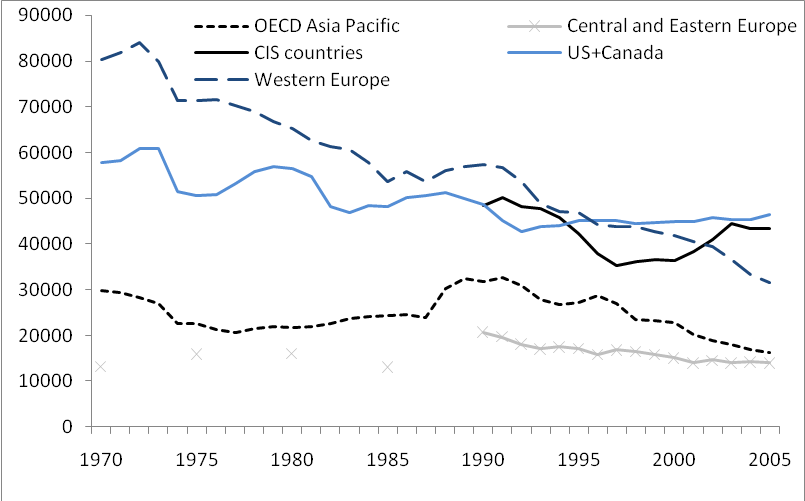 90000
80000
70000
60000
50000
40000
30000
20000
10000
0
OECD Asia Pacific
Central and Eastern Europe
CIS countries
US+Canada
Western Europe
1970 1975 1980 1985 1990 1995 2000 2005